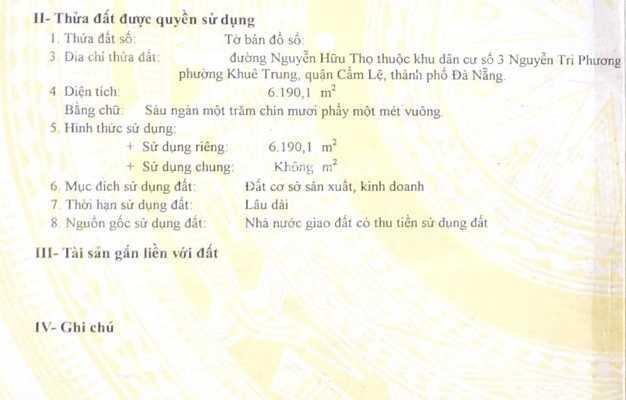 II- Thửa đất được quyền sử dụng
1. Thửa đất số: Tờ bản đồ số:
3. Địa chỉ thửa đất: đường Nguyễn Hữu Thọ thuộc khu dân cư số 3 Nguyễn Tri Phương
phường Khuê Trung, quận Cẩm Lệ, thành phố Đà Nẵng.
4 Diện tích: 6.190,1 m²
Bằng chữ: Sáu ngàn một trăm chín mươi phẩy một mét vuông.
5. Hình thức sử dụng:
+ Sử dụng riêng: 6.190,1 m²
+ Sử dụng chung: Không m²
6. Mục đích sử dụng đất: Đất cơ sở sản xuất, kinh doanh
7. Thời hạn sử dụng đất: Lâu dài
8. Nguồn gốc sử dụng đất: Nhà nước giao đất có thu tiền sử dụng đất
III- Tài sản gắn liền với đất
IV- Ghi chú